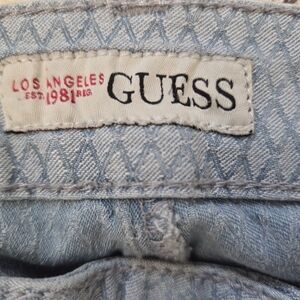 LOS ANGELES
EST. 1981 REG.
GUESS